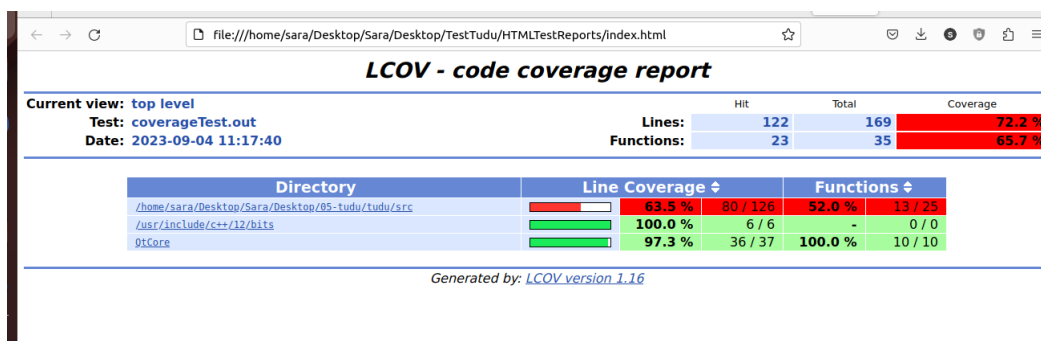 file:///home/sara/Desktop/Sara/Desktop/TestTudu/HTMLTestReports/index.html
S
LCOV - code coverage report
Current view: top level Hit Total Coverage
Test: coverageTest.out Lines: 122 169 72.2 %
Date: 2023-09-04 11:17:40 Functions: 23 35 65.7 %
Directory Line Coverage Functions
/home/sara/Desktop/Sara/Desktop/05-tudu/tudu/src 63.5 % 80 / 126 52.0 % 13 / 25
/usr/include/c++/12/bits 100.0 % 6 / 6 - 0 / 0
QtCore 97.3 % 36 / 37 100.0 % 10 / 10
Generated by: LCOV version 1.16